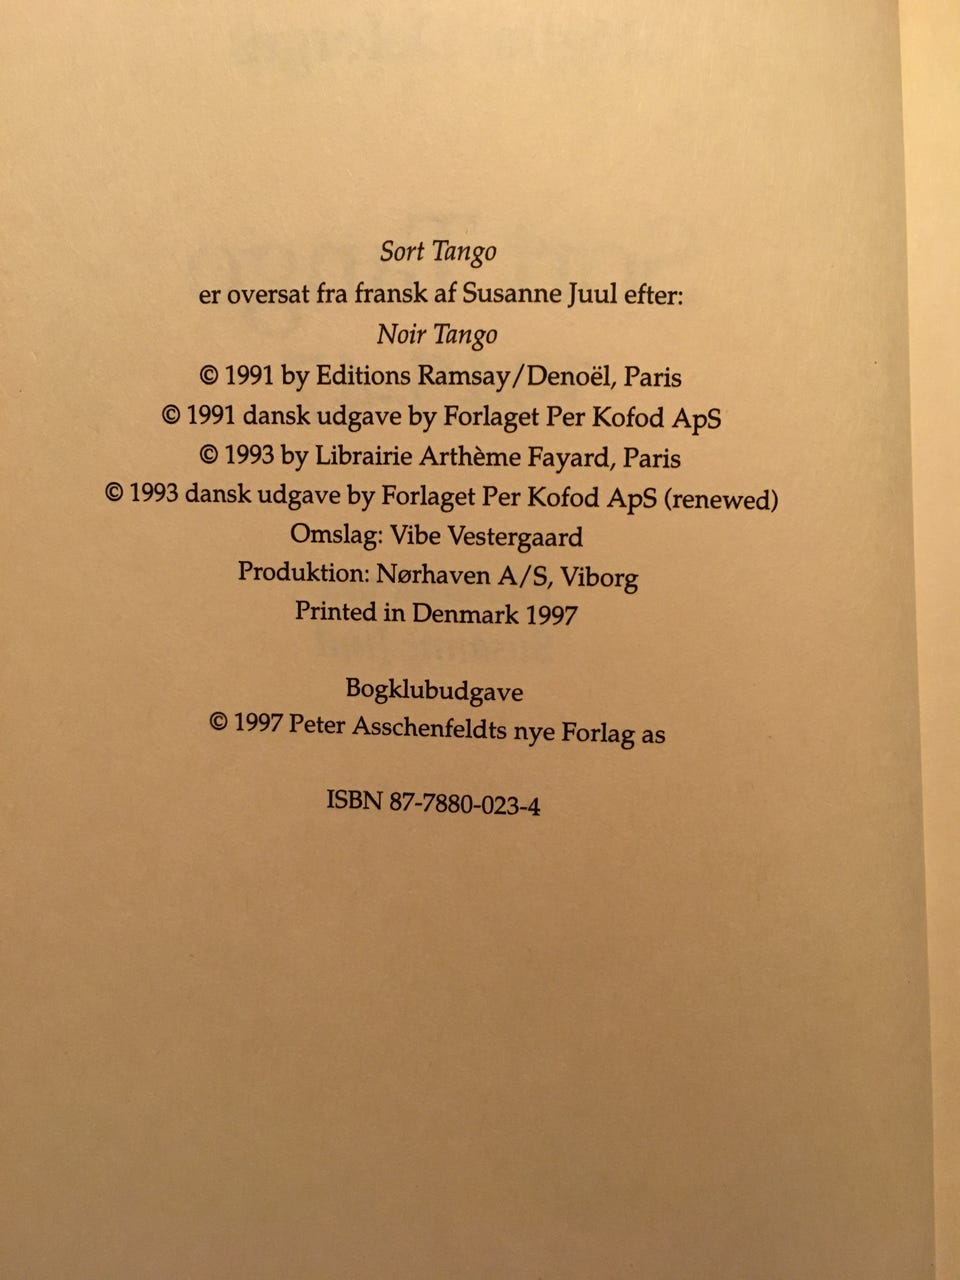 Sort Tango
er oversat fra fransk af Susanne Juul efter:
Noir Tango
© 1991 by Editions Ramsay/Denoël, Paris
© 1991 dansk udgave by Forlaget Per Kofod ApS
© 1993 by Librairie Arthème Fayard, Paris
© 1993 dansk udgave by Forlaget Per Kofod ApS (renewed)
Omslag: Vibe Vestergaard
Produktion: Nørhaven A/S, Viborg
Printed in Denmark 1997
Bogklubudgave
© 1997 Peter Asschenfeldts nye Forlag as
ISBN 87-7880-023-4